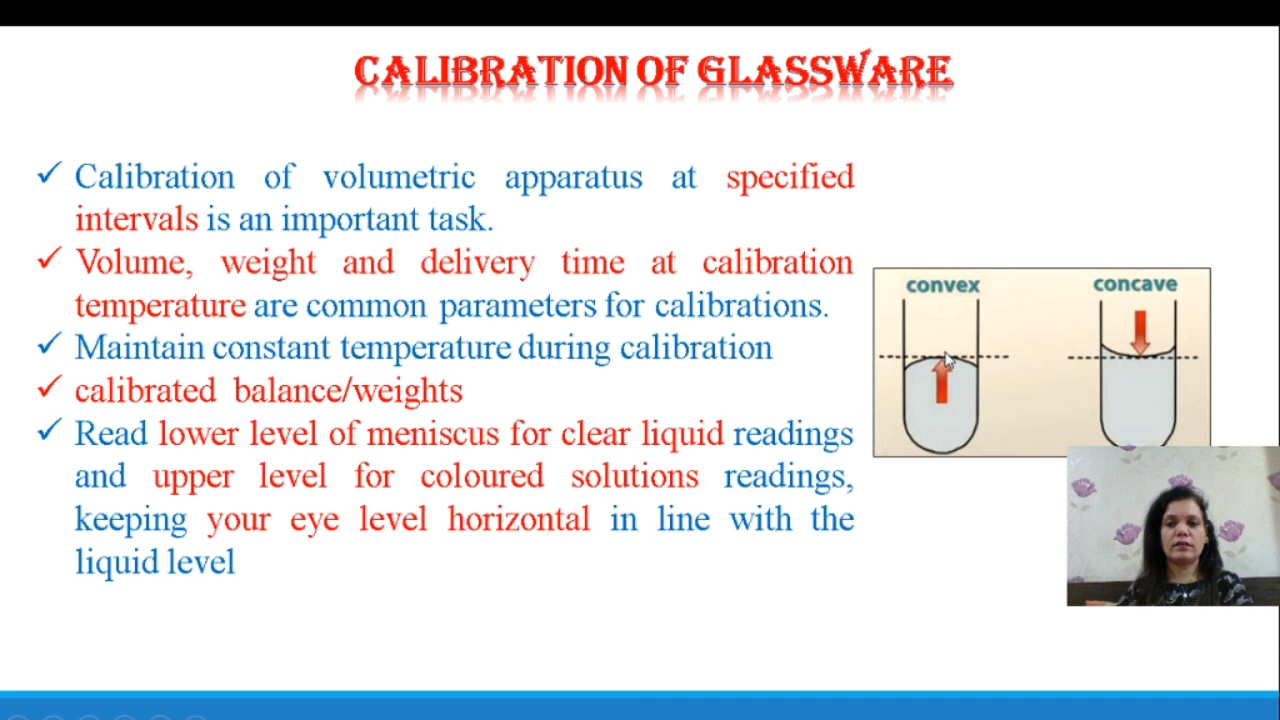 CALIBRATION OF GLASSWARE
✓ Calibration of volumetric apparatus at specified
intervals is an important task.
✓ Volume, weight and delivery time at calibration
temperature are common parameters for calibrations.
✓ Maintain constant temperature during calibration
✓ calibrated balance/weights
✓ Read lower level of meniscus for clear liquid readings
and upper level for coloured solutions readings,
keeping your eye level horizontal in line with the
liquid level
convex
concave